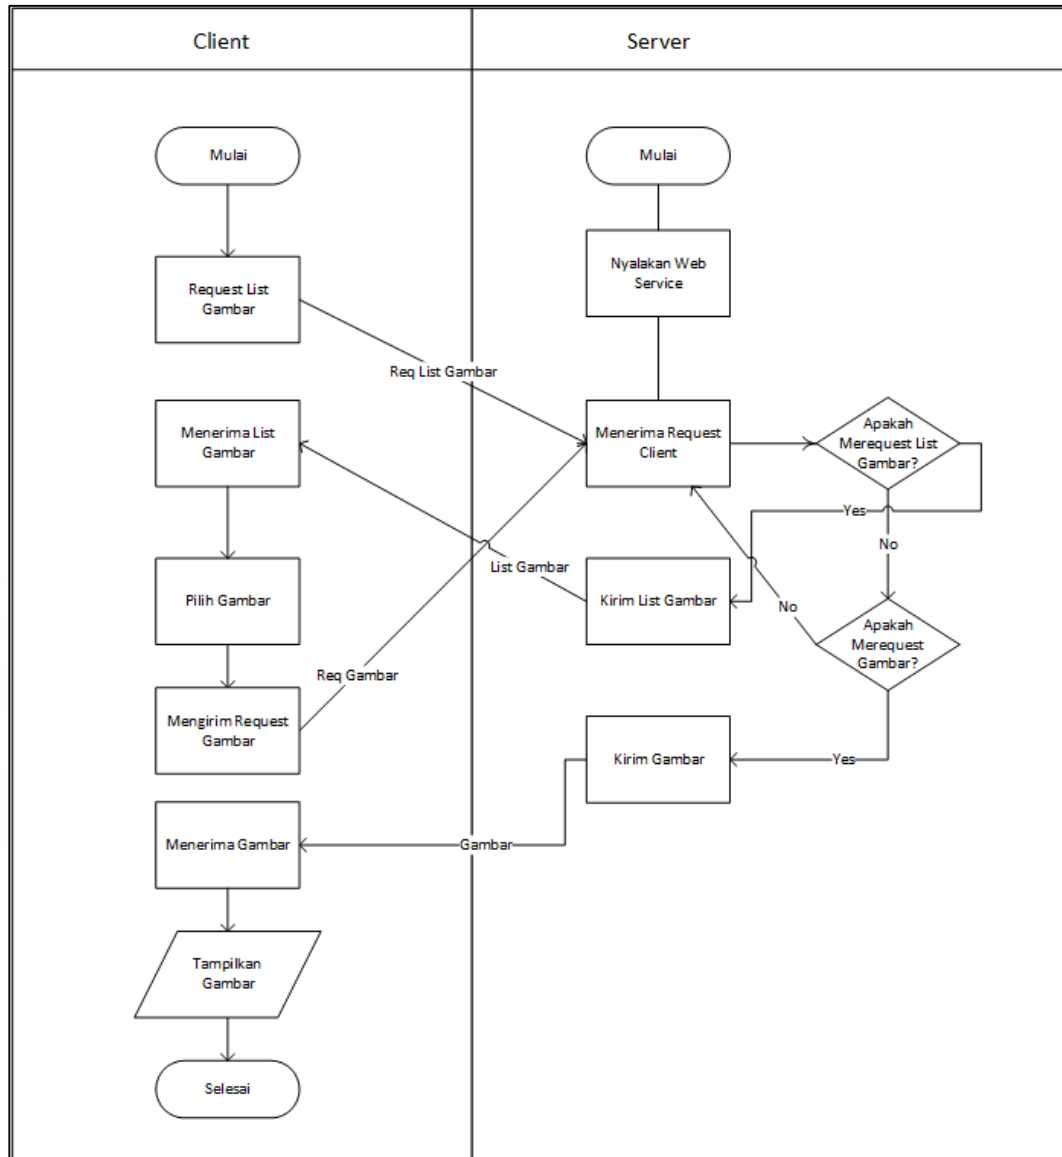 Client
Server
Mulai
Mulai
Nyalakan Web
Service
Request List
Gambar
Req List Gambar
Menerima List
Gambar
Menerima Request
Client
Apakah
Merequest List
Gambar?
Yes
No
List Gambar
Pilih Gambar
Kirim List Gambar
No
Apakah
Merequest
Gambar?
Req Gambar
Mengirim Request
Gambar
Kirim Gambar
Yes
Menerima Gambar
Gambar
Tampilkan
Gambar
Selesai